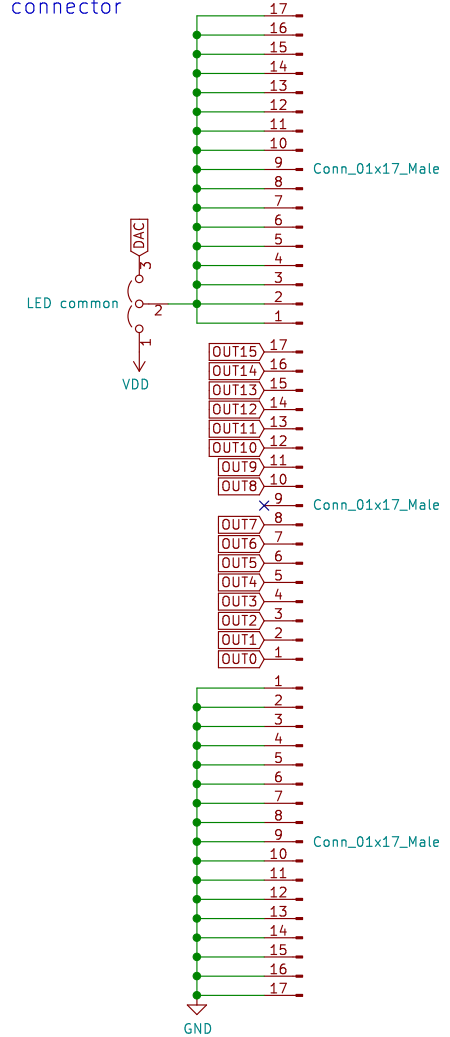 connector
17
16
15
14
13
12
11
10
9 Conn_01x17_Male
8
7
6
DAC
5
3
4
3
LED common 2
2
1
1
VDD
OUT15 17
OUT14 16
OUT13 15
OUT12 14
OUT11 13
OUT10 12
OUT9 11
OUT8 10
9 Conn_01x17_Male
OUT7 8
OUT6 7
OUT5 6
OUT4 5
OUT3 4
OUT2 3
OUT1 2
OUT0 1
1
2
3
4
5
6
7
8
9 Conn_01x17_Male
10
11
12
13
14
15
16
17
GND